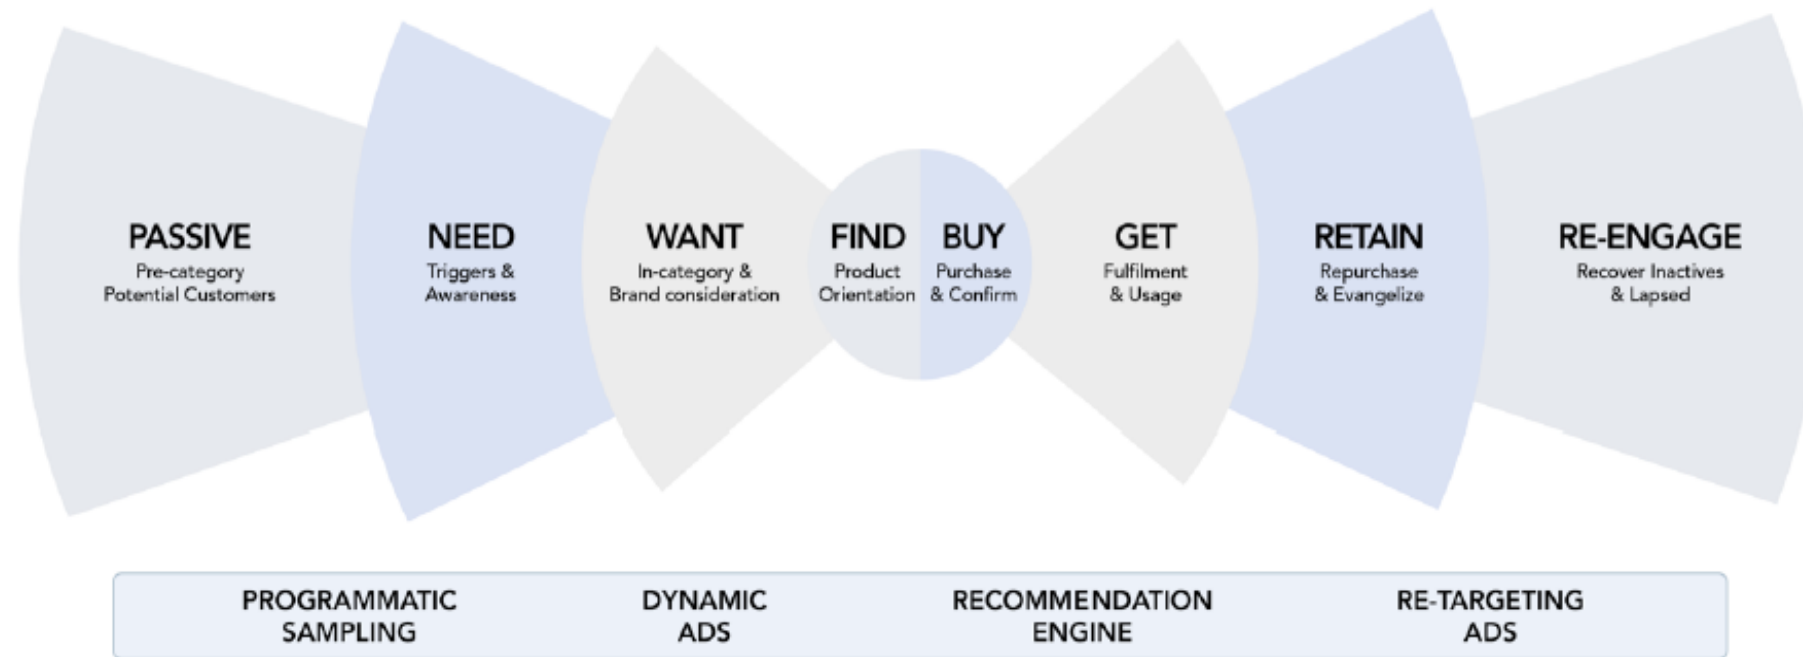 PASSIVE
Pre-category
Potential Customers
NEED
Triggers &
Awareness
WANT
In-category &
Brand consideration
FIND
Product
Orientation
BUY
Purchase
& Confirm
GET
Fulfilment
& Usage
RETAIN
Repurchase
& Evangelize
RE-ENGAGE
Recover Inactives
& Lapsed
PROGRAMMATIC
SAMPLING
DYNAMIC
ADS
RECOMMENDATION
ENGINE
RE-TARGETING
ADS